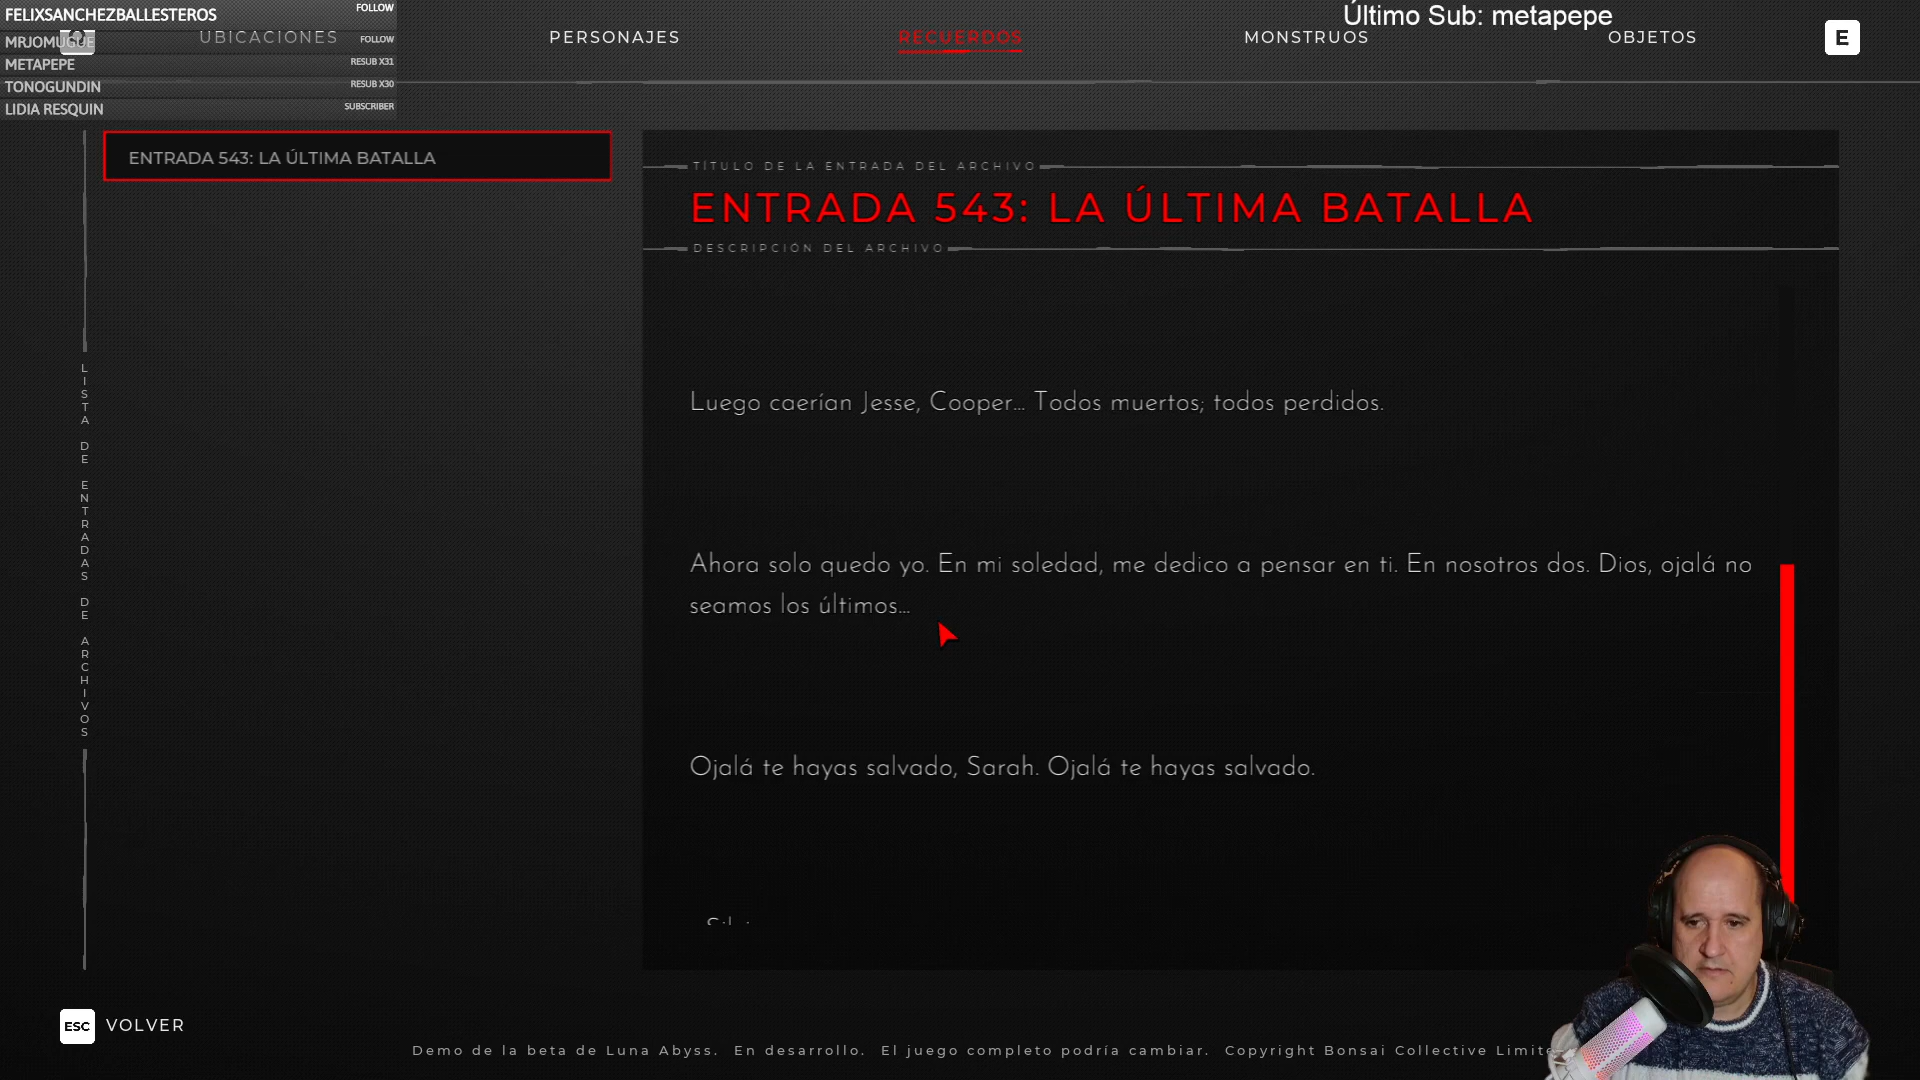 FELIXSANCHEZBALLESTEROS FOLLOW
MRJOMUGUE FOLLOW
METAPEPE RESUB X31
TONOGUNDIN RESUB X30
LIDIA RESQUIN SUBSCRIBER
Último Sub: metapepe
UBICACIONES PERSONAJES RECUERDOS MONSTRUOS OBJETOS E
LISTA DE ENTRADAS DE ARCHIVOS
ENTRADA 543: LA ÚLTIMA BATALLA
TÍTULO DE LA ENTRADA DEL ARCHIVO
ENTRADA 543: LA ÚLTIMA BATALLA
DESCRIPCIÓN DEL ARCHIVO
Luego caerían Jesse, Cooper... Todos muertos; todos perdidos.
Ahora solo quedo yo. En mi soledad, me dedico a pensar en ti. En nosotros dos. Dios, ojalá no
seamos los últimos...
Ojalá te hayas salvado, Sarah. Ojalá te hayas salvado.
ESC VOLVER
Demo de la beta de Luna Abyss. En desarrollo. El juego completo podría cambiar. Copyright Bonsai Collective